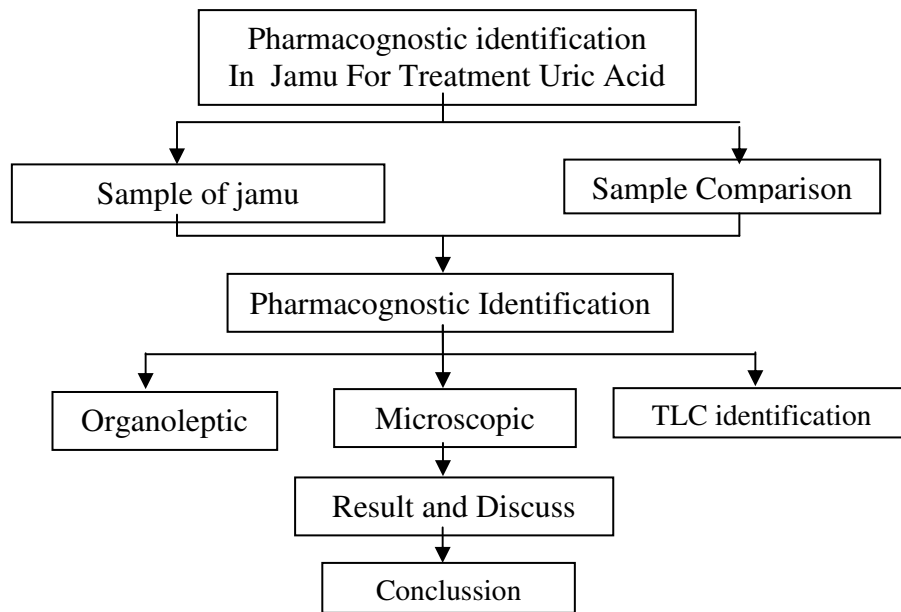 Pharmacognostic identification
In Jamu For Treatment Uric Acid
Sample of jamu
Sample Comparison
Pharmacognostic Identification
Organoleptic
Microscopic
TLC identification
Result and Discuss
Conclussion